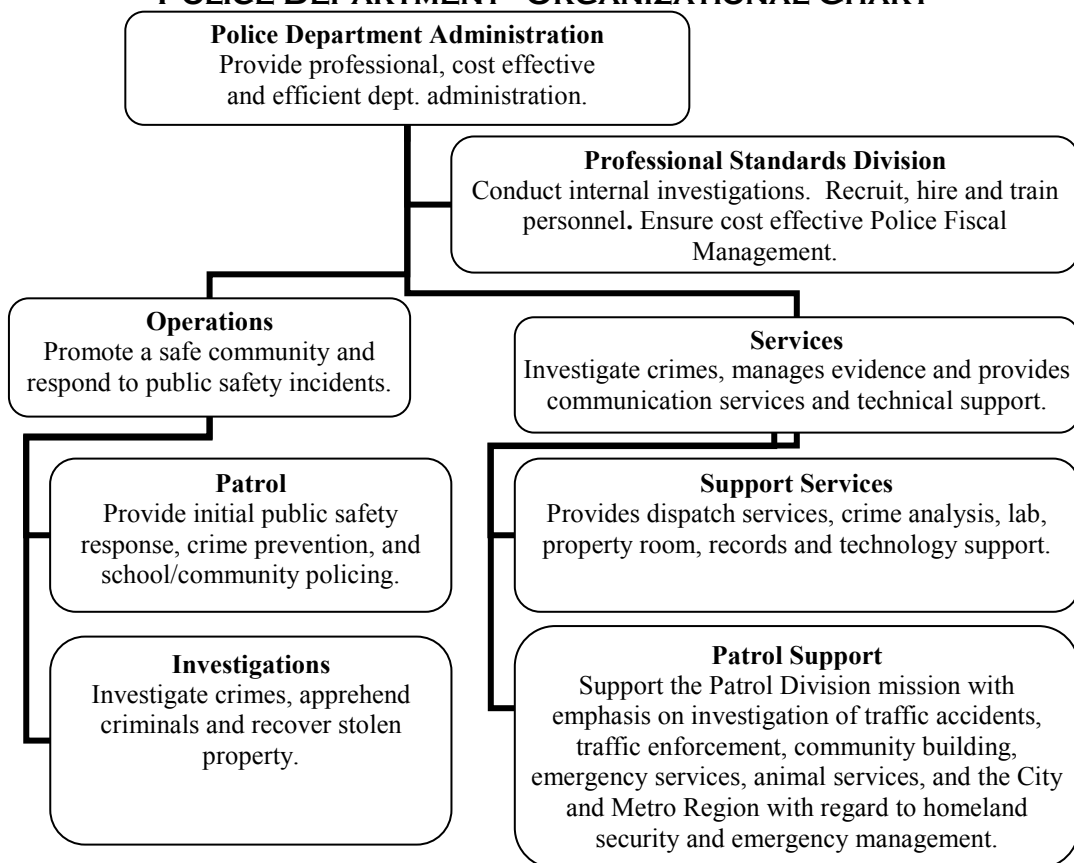 POLICE DEPARTMENT ORGANIZATIONAL CHART
Police Department Administration
Provide professional, cost effective
and efficient dept. administration.
Professional Standards Division
Conduct internal investigations.  Recruit, hire and train
personnel. Ensure cost effective Police Fiscal
Management.
Operations
Promote a safe community and
respond to public safety incidents.
Services
Investigate crimes, manages evidence and provides
communication services and technical support.
Patrol
Provide initial public safety
response, crime prevention, and
school/community policing.
Support Services
Provides dispatch services, crime analysis, lab,
property room, records and technology support.
Investigations
Investigate crimes, apprehend
criminals and recover stolen
property.
Patrol Support
Support the Patrol Division mission with
emphasis on investigation of traffic accidents,
traffic enforcement, community building,
emergency services, animal services, and the City
and Metro Region with regard to homeland
security and emergency management.